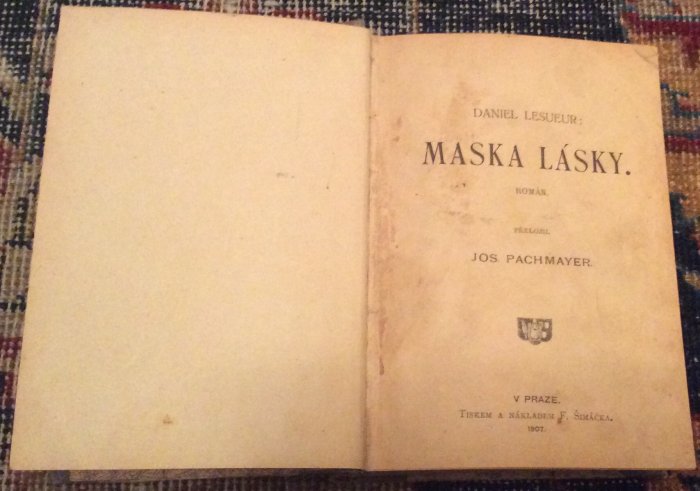 DANIEL LESUEUR:
MASKA LÁSKY.
ROMÁN.
PŘELOŽIL
JOS. PACHMAYER.
V PRAZE.
TISKEM A NÁKLADEM F. ŠIMÁČKA.
1907.